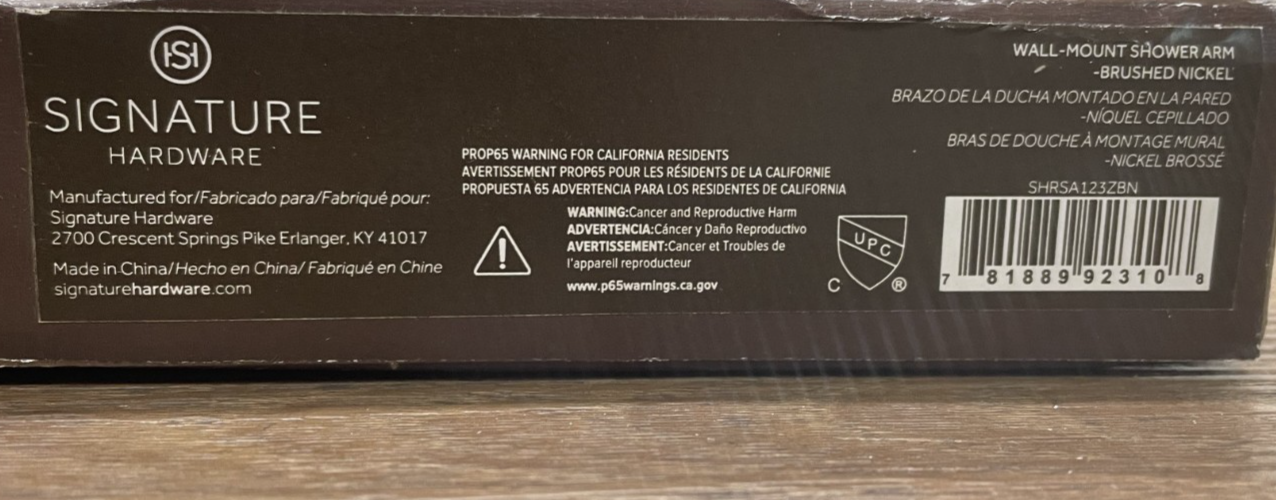 SIGNATURE
HARDWARE
Manufactured for/Fabricado para/Fabriqué pour:
Signature Hardware
2700 Crescent Springs Pike Erlanger, KY 41017
Made in China/Hecho en China/ Fabriqué en Chine
signaturehardware.com
PROP65 WARNING FOR CALIFORNIA RESIDENTS
AVERTISSEMENT PROP65 POUR LES RÉSIDENTS DE LA CALIFORNIE
PROPUESTA 65 ADVERTENCIA PARA LOS RESIDENTES DE CALIFORNIA
WARNING:Cancer and Reproductive Harm
ADVERTENCIA:Cáncer y Daño Reproductivo
AVERTISSEMENT:Cancer et Troubles de
l'appareil reproducteur
www.p65warnings.ca.gov
UPC
C ®
WALL-MOUNT SHOWER ARM
-BRUSHED NICKEL
BRAZO DE LA DUCHA MONTADO EN LA PARED
-NÍQUEL CEPILLADO
BRAS DE DOUCHE À MONTAGE MURAL
-NICKEL BROSSÉ
SHRSA123ZBN
7 81889 92310 8